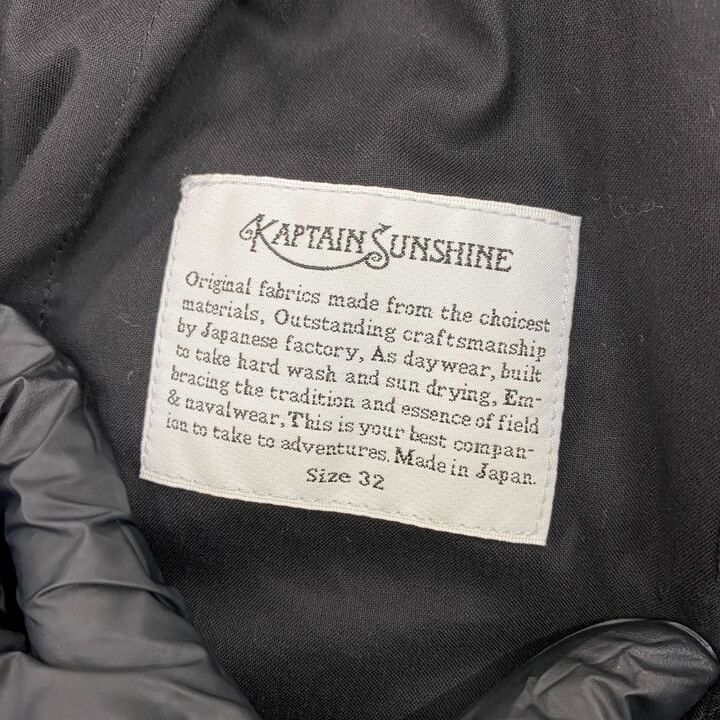 KAPTAIN SUNSHINE
Original fabrics made from the choicest
materials, Outstanding craftsmanship
by Japanese factory, As daywear, built
to take hard wash and sun drying, Em-
bracing the tradition and essence of field
& navalwear, This is your best compan-
ion to take to adventures. Made in Japan.
Size 32